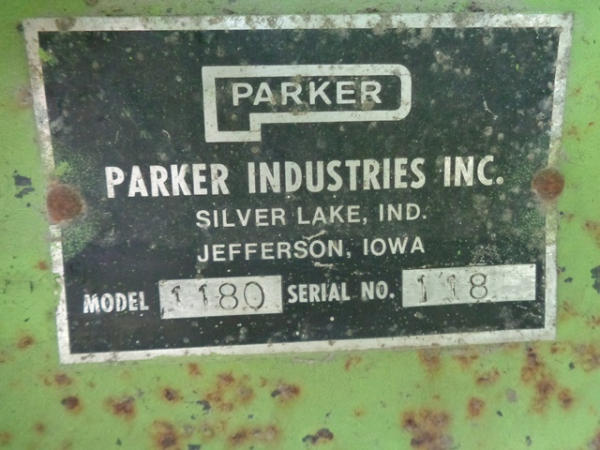 PARKER
PARKER INDUSTRIES INC.
SILVER LAKE, IND.
JEFFERSON, IOWA
MODEL 1180 SERIAL NO. 118